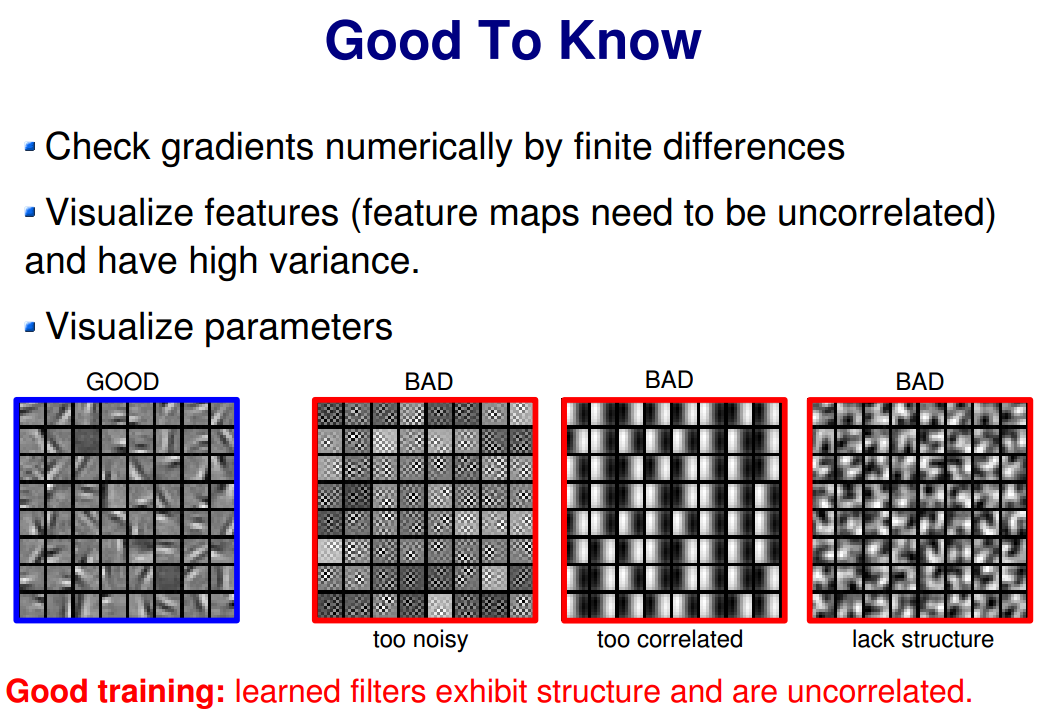 Good To Know
Check gradients numerically by finite differences
Visualize features (feature maps need to be uncorrelated)
and have high variance.
Visualize parameters
GOOD
BAD
BAD
BAD
too noisy
too correlated
lack structure
Good training: learned filters exhibit structure and are uncorrelated.